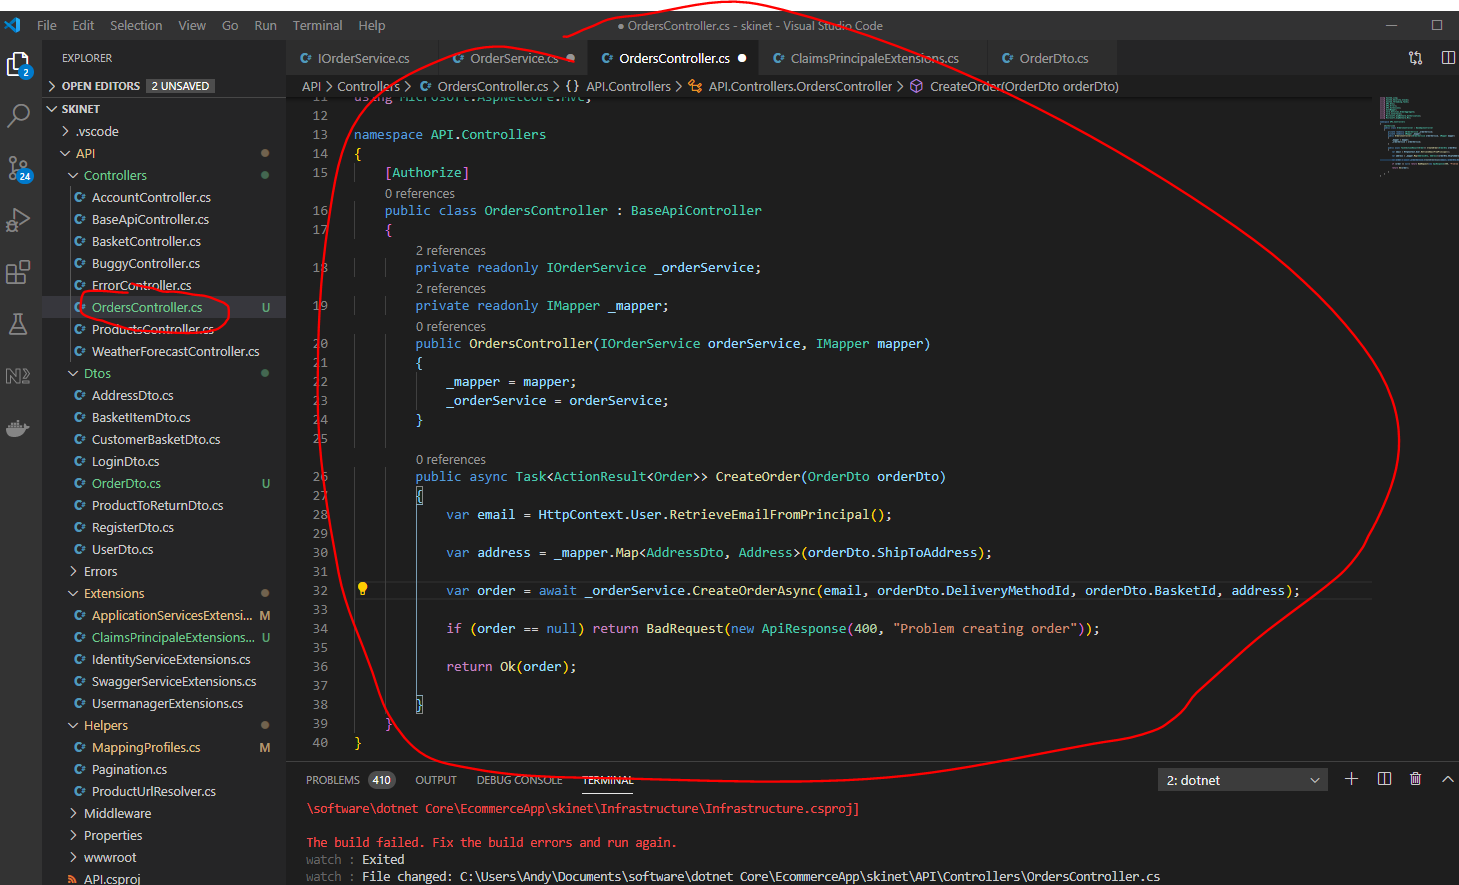 File Edit Selection View Go Run Terminal Help
● OrdersController.cs - skinet - Visual Studio Code
EXPLORER
OPEN EDITORS 2 UNSAVED
SKINET
.vscode
API
Controllers
AccountController.cs
BaseApiController.cs
BasketController.cs
BuggyController.cs
ErrorController.cs
OrdersController.cs U
ProductsController.cs
WeatherForecastController.cs
Dtos
AddressDto.cs
BasketItemDto.cs
CustomerBasketDto.cs
LoginDto.cs
OrderDto.cs U
ProductToReturnDto.cs
RegisterDto.cs
UserDto.cs
Errors
Extensions
ApplicationServicesExtensi... M
ClaimsPrincipaleExtensions... U
IdentityServiceExtensions.cs
SwaggerServiceExtensions.cs
UsermanagerExtensions.cs
Helpers
MappingProfiles.cs M
Pagination.cs
ProductUrlResolver.cs
Middleware
Properties
wwwroot
API.csproj
2
24
IOrderService.cs OrderService.cs OrdersController.cs ClaimsPrincipaleExtensions.cs OrderDto.cs
API > Controllers > OrdersController.cs > {} API.Controllers > API.Controllers.OrdersController > CreateOrder(OrderDto orderDto)
11 using Microsoft.AspNetCore.Mvc;
12
13 namespace API.Controllers
14 {
15 [Authorize]
0 references
16 public class OrdersController : BaseApiController
17 {
2 references
18 private readonly IOrderService _orderService;
2 references
19 private readonly IMapper _mapper;
0 references
20 public OrdersController(IOrderService orderService, IMapper mapper)
21 {
22 _mapper = mapper;
23 _orderService = orderService;
24 }
25
0 references
26 public async Task<ActionResult<Order>> CreateOrder(OrderDto orderDto)
27 {
28 var email = HttpContext.User.RetrieveEmailFromPrincipal();
29
30 var address = _mapper.Map<AddressDto, Address>(orderDto.ShipToAddress);
31
32 var order = await _orderService.CreateOrderAsync(email, orderDto.DeliveryMethodId, orderDto.BasketId, address);
33
34 if (order == null) return BadRequest(new ApiResponse(400, "Problem creating order"));
35
36 return Ok(order);
37
38 }
39 }
40 }
PROBLEMS 410 OUTPUT DEBUG CONSOLE TERMINAL 2: dotnet
\software\dotnet Core\EcommerceApp\skinet\Infrastructure\Infrastructure.csproj]
The build failed. Fix the build errors and run again.
watch : Exited
watch : File changed: C:\Users\Andy\Documents\software\dotnet Core\EcommerceApp\skinet\API\Controllers\OrdersController.cs